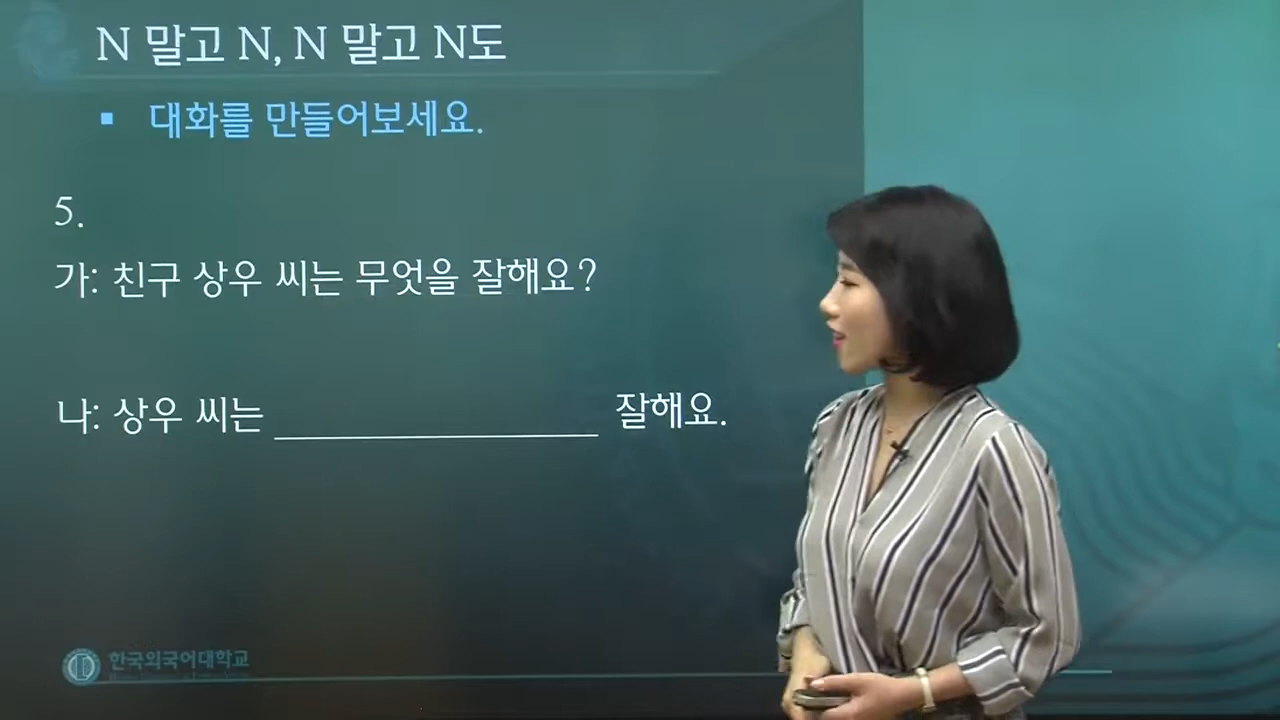 N 말고 N, N 말고 N도
▪ 대화를 만들어보세요.
5.
가: 친구 상우 씨는 무엇을 잘해요?
나: 상우 씨는 ____________ 잘해요.
한국외국어대학교